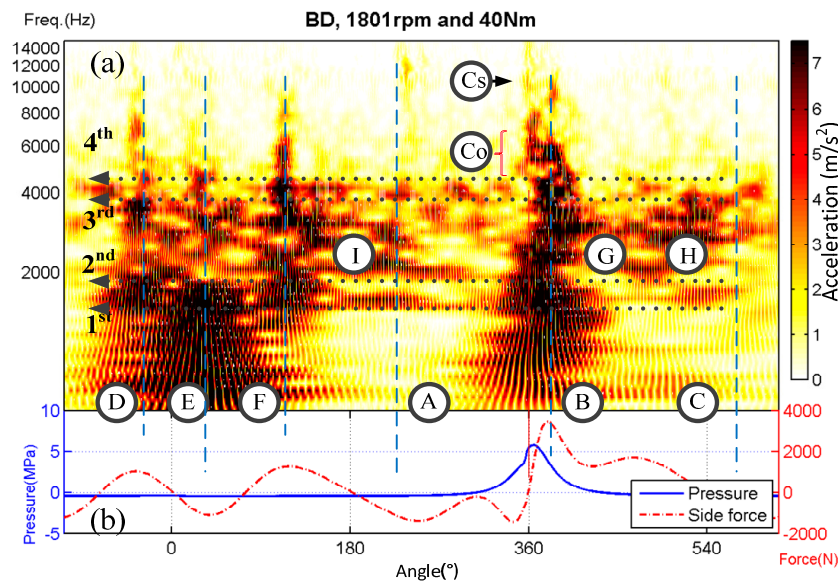 Freq.(Hz)
BD, 1801rpm and 40Nm
(a)
14000
12000
10000
8000
6000
4000
2000
4th
3rd
2nd
1st
Cs
Co
I
G
H
D
E
F
A
B
C
7
6
5
4
3
2
1
0
Acceleration (m/s²)
10
5
0
-5
Pressure(MPa)
(b)
4000
2000
0
-2000
Force(N)
Pressure
Side force
0
180
360
540
Angle(°)